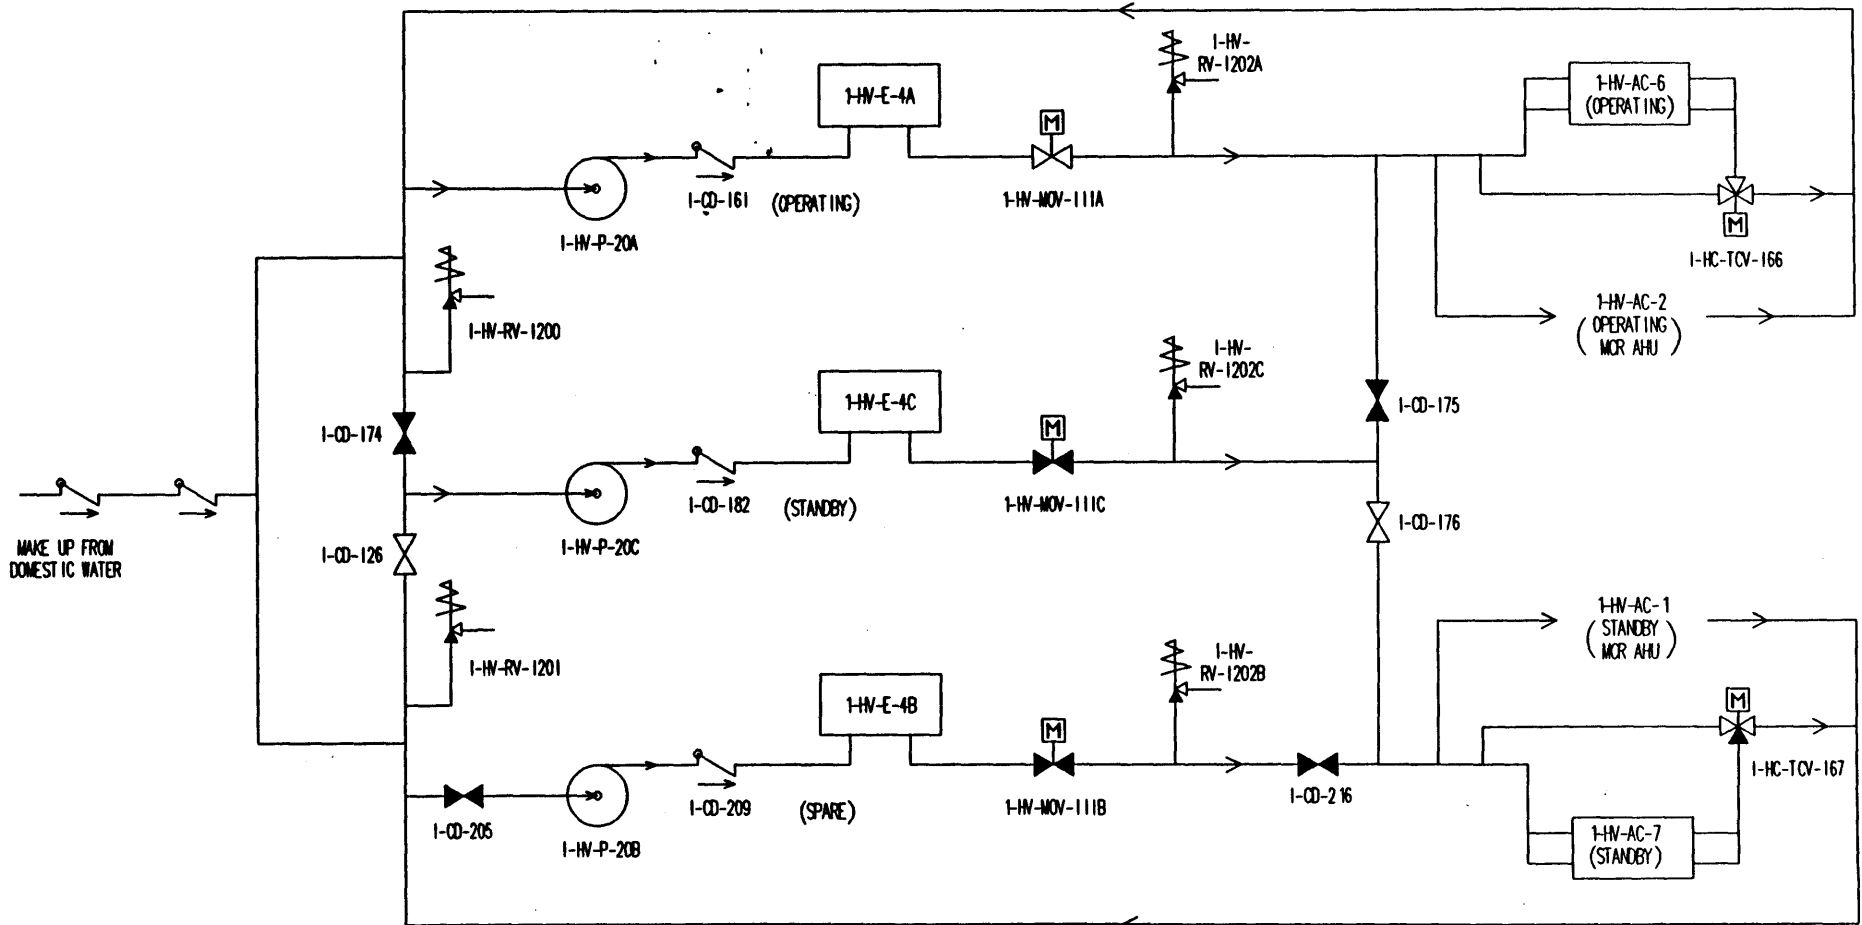 1-HV-
RV-1202A
1-HV-E-4A
1-HV-AC-6
(OPERATING)
M
1-CD-161
(OPERATING)
1-HV-MOV-111A
M
1-HV-P-20A
1-HC-TCV-166
1-HV-RV-1200
1-HV-AC-2
(OPERATING
MCR AHU)
1-HV-
RV-1202C
1-HV-E-4C
1-CD-175
1-CD-174
M
1-CD-182
(STANDBY)
1-HV-MOV-111C
1-CD-176
1-HV-P-20C
1-CD-126
MAKE UP FROM
DOMESTIC WATER
1-HV-AC-1
(STANDBY
MCR AHU)
1-HV-RV-1201
1-HV-
RV-1202B
1-HV-E-4B
M
M
1-HC-TCV-167
1-CD-209
(SPARE)
1-HV-MOV-111B
1-CD-216
1-CD-205
1-HV-P-20B
1-HV-AC-7
(STANDBY)